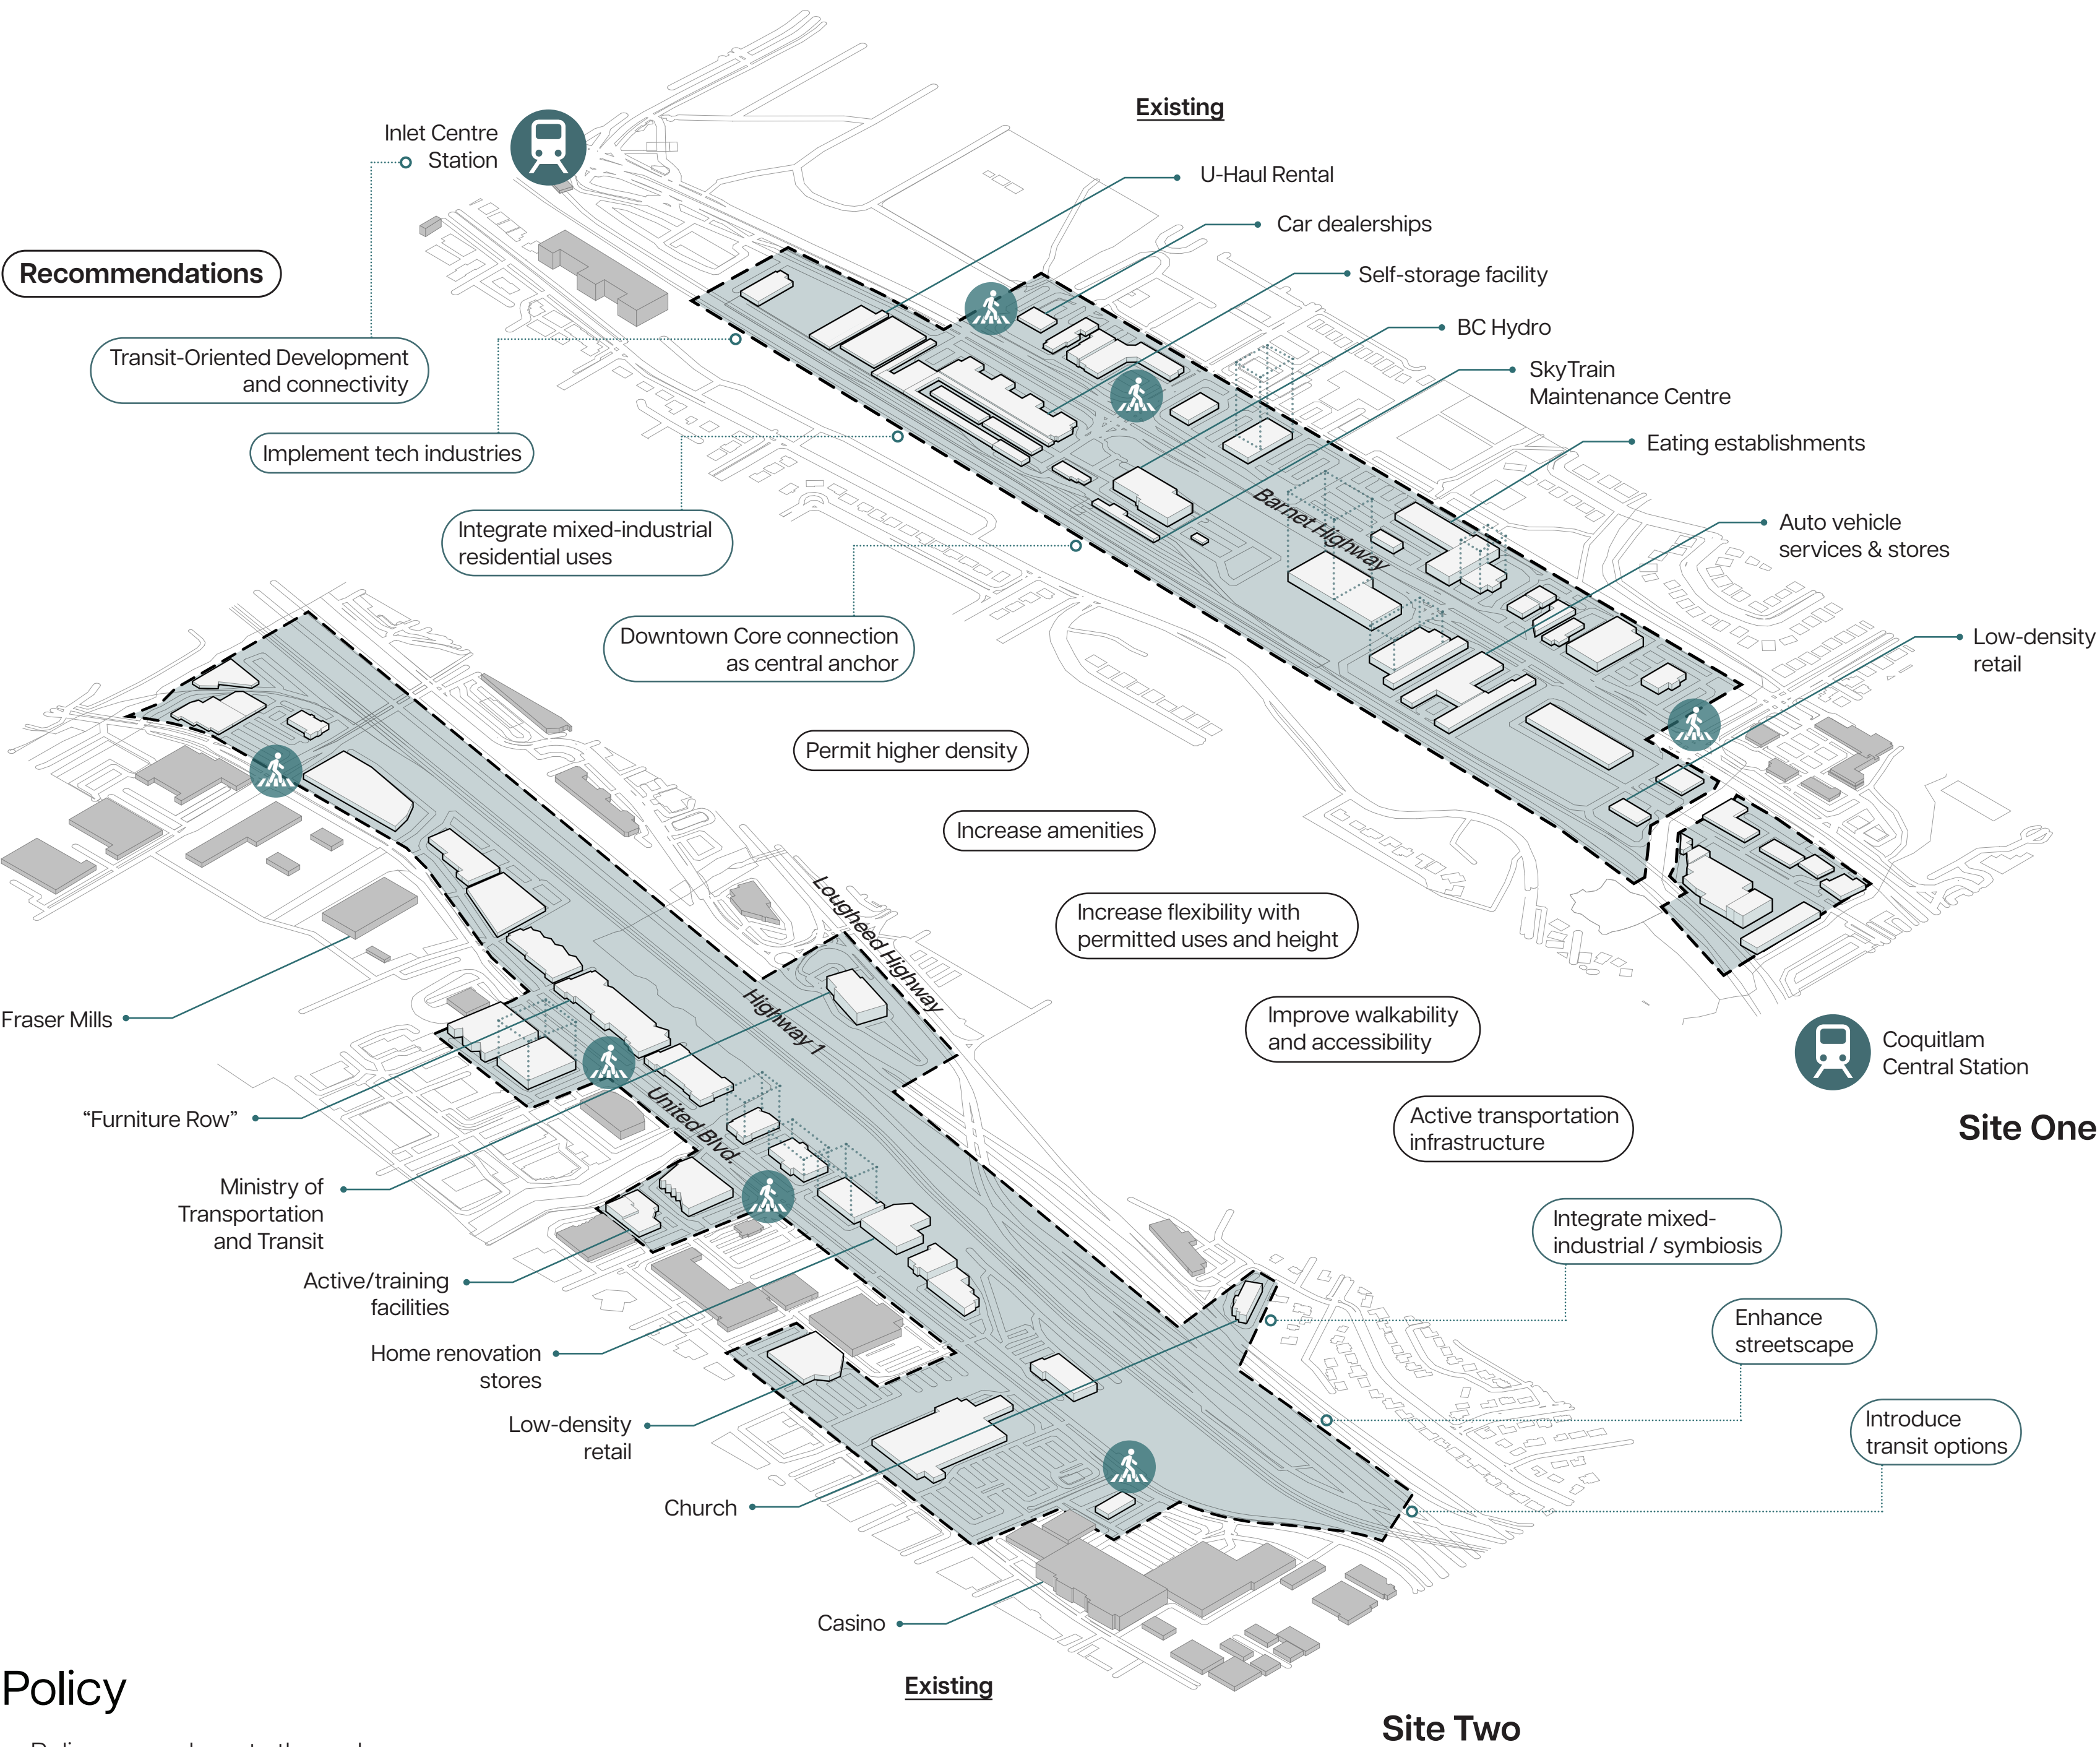 Existing
Inlet Centre
Station
U-Haul Rental
Car dealerships
Self-storage facility
BC Hydro
SkyTrain
Maintenance Centre
Eating establishments
Auto vehicle
services & stores
Low-density
retail
Barnet Highway
Recommendations
Transit-Oriented Development
and connectivity
Implement tech industries
Integrate mixed-industrial
residential uses
Downtown Core connection
as central anchor
Permit higher density
Increase amenities
Increase flexibility with
permitted uses and height
Improve walkability
and accessibility
Active transportation
infrastructure
Integrate mixed-
industrial / symbiosis
Enhance
streetscape
Introduce
transit options
Coquitlam
Central Station
Site One
Lougheed Highway
Highway 1
United Blvd.
Fraser Mills
“Furniture Row”
Ministry of
Transportation
and Transit
Active/training
facilities
Home renovation
stores
Low-density
retail
Church
Casino
Existing
Site Two
Policy